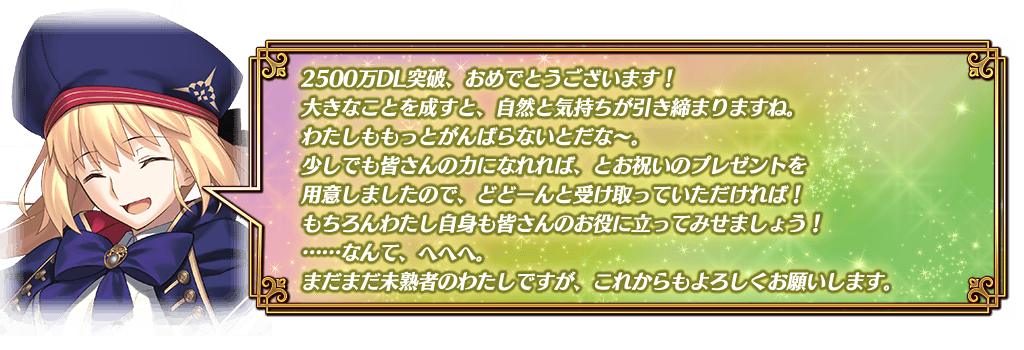 2500万DL突破、おめでとうございます！
大きなことを成すと、自然と気持ちが引き締まりますね。
わたしももっとがんばらないとだな～。
少しでも皆さんの力になれれば、とお祝いのプレゼントを
用意しましたので、どどーんと受け取っていただければ！
もちろんわたし自身も皆さんのお役に立ってみせましょう！
……なんて、へへへ。
まだまだ未熟者のわたしですが、これからもよろしくお願いします。